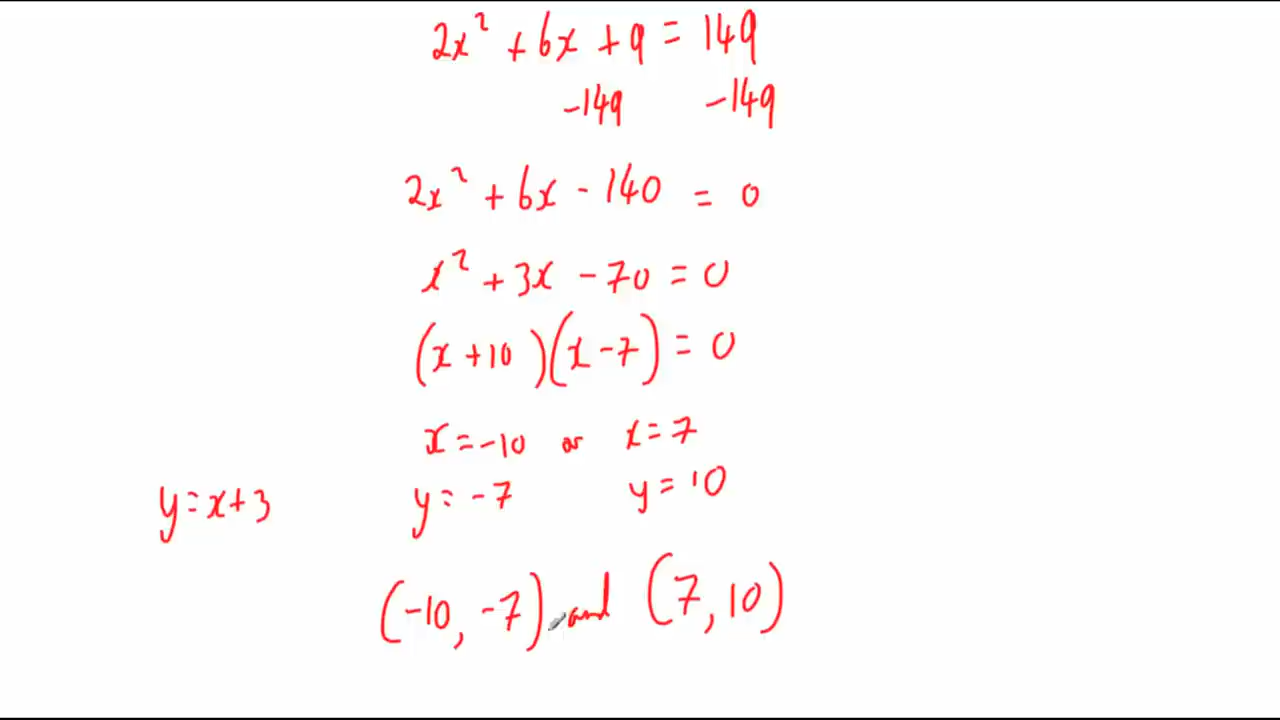 2x² + 6x + 9 = 149
-149 -149
2x² + 6x - 140 = 0
x² + 3x - 70 = 0
(x + 10)(x - 7) = 0
x = -10 or x = 7
y = x + 3 y = -7 y = 10
(-10, -7) and (7, 10)